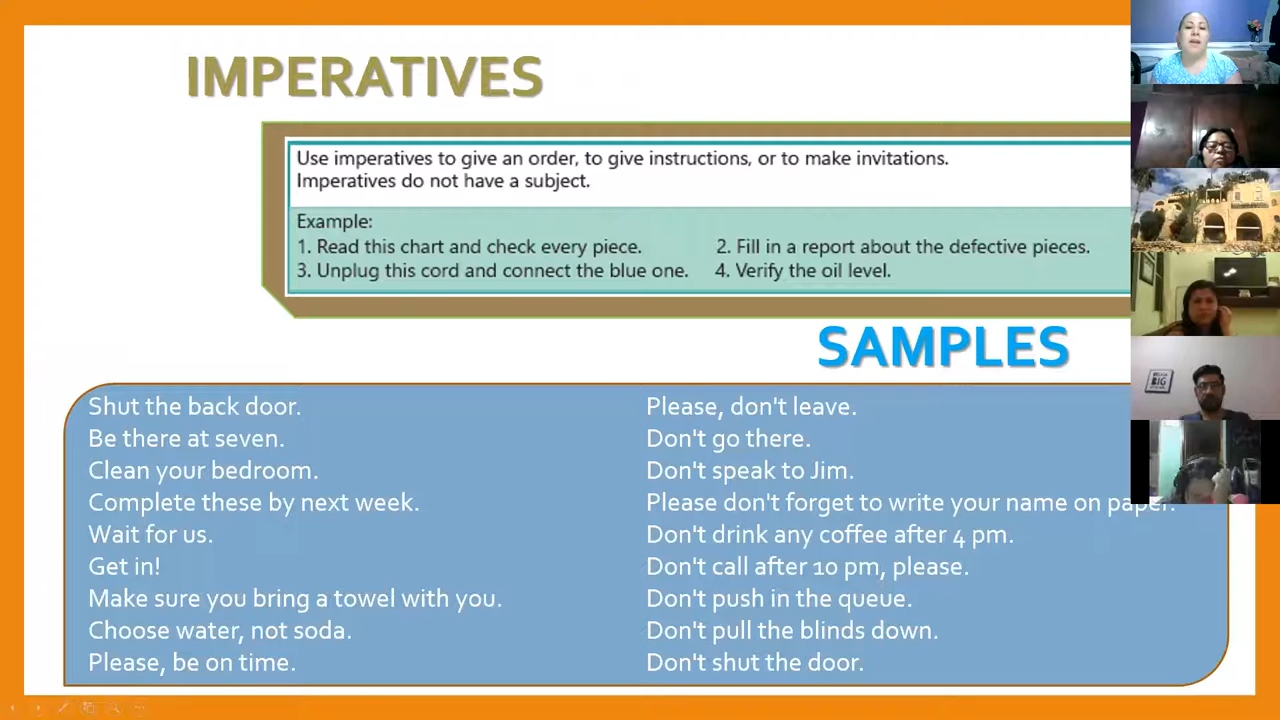 IMPERATIVES
Use imperatives to give an order, to give instructions, or to make invitations.
Imperatives do not have a subject.
Example:
1. Read this chart and check every piece.
2. Fill in a report about the defective pieces.
3. Unplug this cord and connect the blue one.
4. Verify the oil level.
SAMPLES
Shut the back door.
Be there at seven.
Clean your bedroom.
Complete these by next week.
Wait for us.
Get in!
Make sure you bring a towel with you.
Choose water, not soda.
Please, be on time.
Please, don't leave.
Don't go there.
Don't speak to Jim.
Please don't forget to write your name on paper.
Don't drink any coffee after 4 pm.
Don't call after 10 pm, please.
Don't push in the queue.
Don't pull the blinds down.
Don't shut the door.
BIG